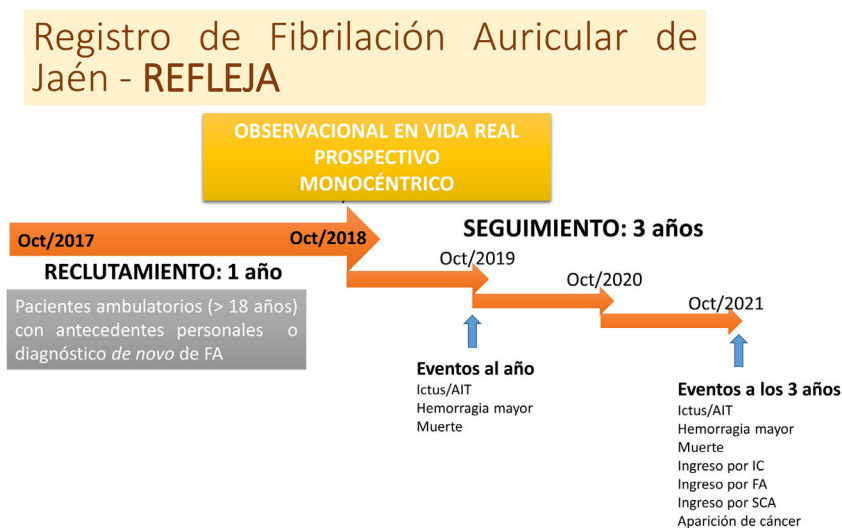 Registro de Fibrilación Auricular de
Jaén - REFLEJA
OBSERVACIONAL EN VIDA REAL
PROSPECTIVO
MONOCÉNTRICO
Oct/2017
Oct/2018
SEGUIMIENTO: 3 años
RECLUTAMIENTO: 1 año
Oct/2019
Oct/2020
Oct/2021
Pacientes ambulatorios (> 18 años)
con antecedentes personales o
diagnóstico de novo de FA
Eventos al año
Ictus/AIT
Hemorragia mayor
Muerte
Eventos a los 3 años
Ictus/AIT
Hemorragia mayor
Muerte
Ingreso por IC
Ingreso por FA
Ingreso por SCA
Aparición de cáncer